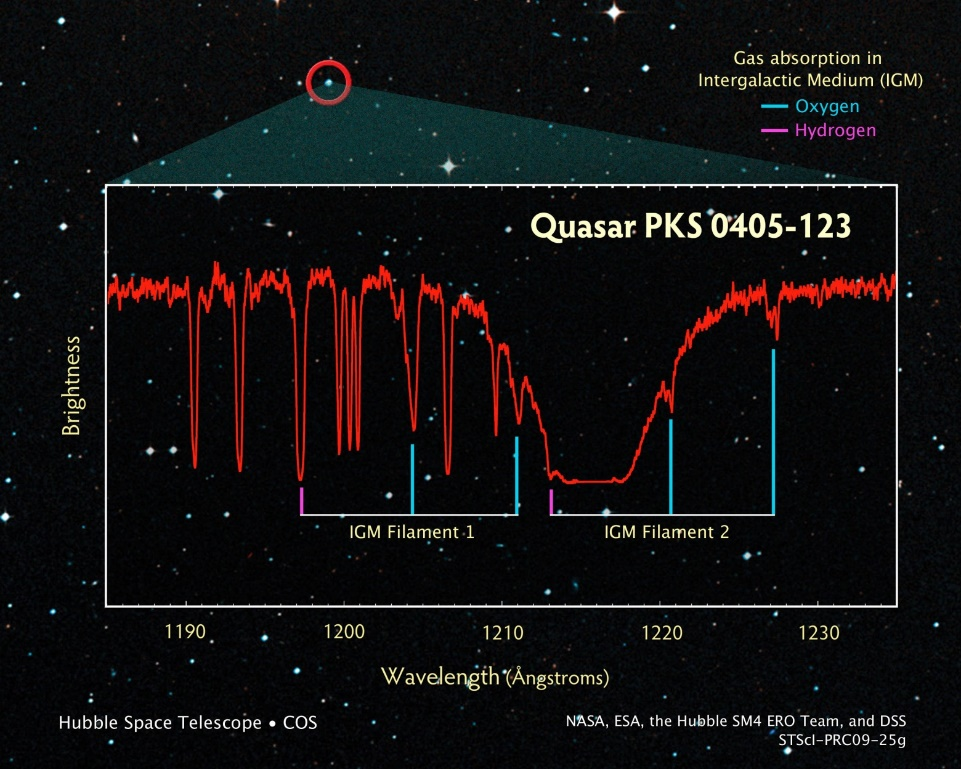 Gas absorption in
Intergalactic Medium (IGM)
Oxygen
Hydrogen
Quasar PKS 0405-123
Brightness
IGM Filament 1
IGM Filament 2
1190
1200
1210
1220
1230
Wavelength (Ångstroms)
Hubble Space Telescope • COS
NASA, ESA, the Hubble SM4 ERO Team, and DSS
STScI-PRC09-25g